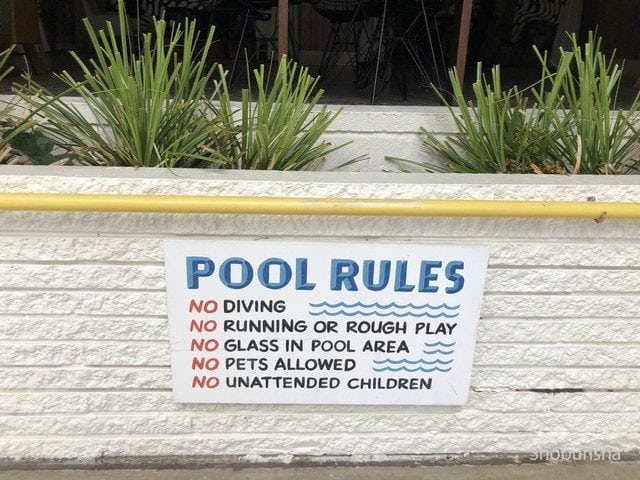 POOL RULES
NO DIVING
NO RUNNING OR ROUGH PLAY
NO GLASS IN POOL AREA
NO PETS ALLOWED
NO UNATTENDED CHILDREN